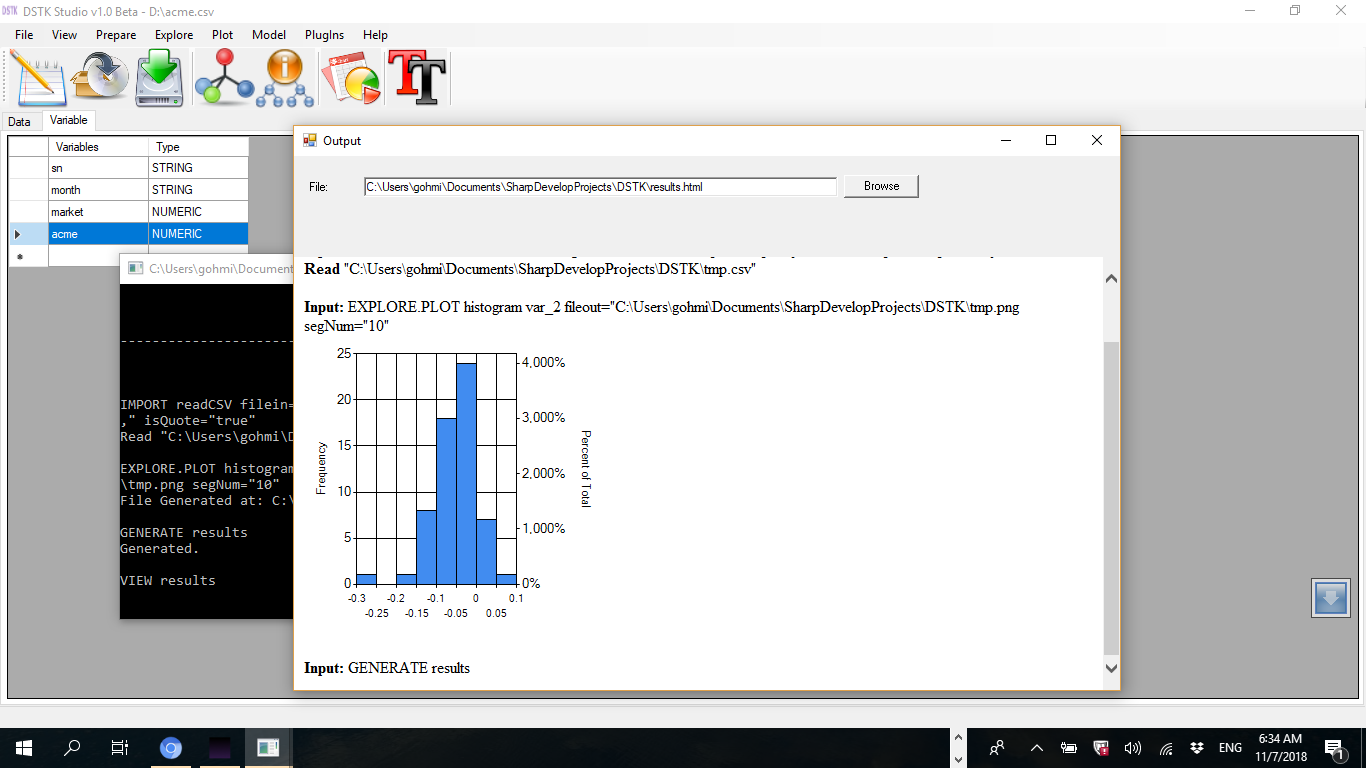 DSTK Studio v1.0 Beta - D:\acme.csv
File View Prepare Explore Plot Model PlugIns Help
Data Variable
Variables Type
sn STRING
month STRING
market NUMERIC
acme NUMERIC
C:\Users\gohmi\Document
IMPORT readCSV filein=
," isQuote="true"
Read "C:\Users\gohmi\D
EXPLORE.PLOT histogram
\tmp.png segNum="10"
File Generated at: C:\
GENERATE results
Generated.
VIEW results
Output
File: C:\Users\gohmi\Documents\SharpDevelopProjects\DSTK\results.html Browse
Read "C:\Users\gohmi\Documents\SharpDevelopProjects\DSTK\tmp.csv"
Input: EXPLORE.PLOT histogram var_2 fileout="C:\Users\gohmi\Documents\SharpDevelopProjects\DSTK\tmp.png
segNum="10"
25
20
15
10
5
0
Frequency
4,000%
3,000%
2,000%
1,000%
0%
Percent of Total
-0.3 -0.2 -0.1 0 0.1
-0.25 -0.15 -0.05 0.05
Input: GENERATE results
ENG
6:34 AM
11/7/2018
1